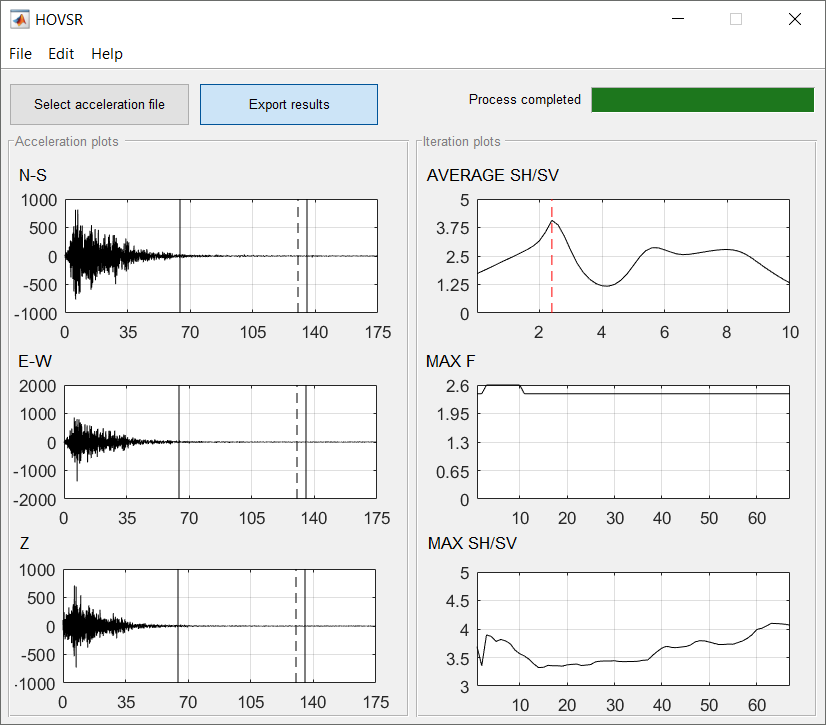 HOVSR
File Edit Help
Select acceleration file
Export results
Process completed
Acceleration plots
N-S
1000
500
0
-500
-1000
0 35 70 105 140 175
E-W
2000
1000
0
-1000
-2000
0 35 70 105 140 175
Z
1000
500
0
-500
-1000
0 35 70 105 140 175
Iteration plots
AVERAGE SH/SV
5
3.75
2.5
1.25
0
2 4 6 8 10
MAX F
2.6
1.95
1.3
0.65
0
10 20 30 40 50 60
MAX SH/SV
5
4.5
4
3.5
3
10 20 30 40 50 60